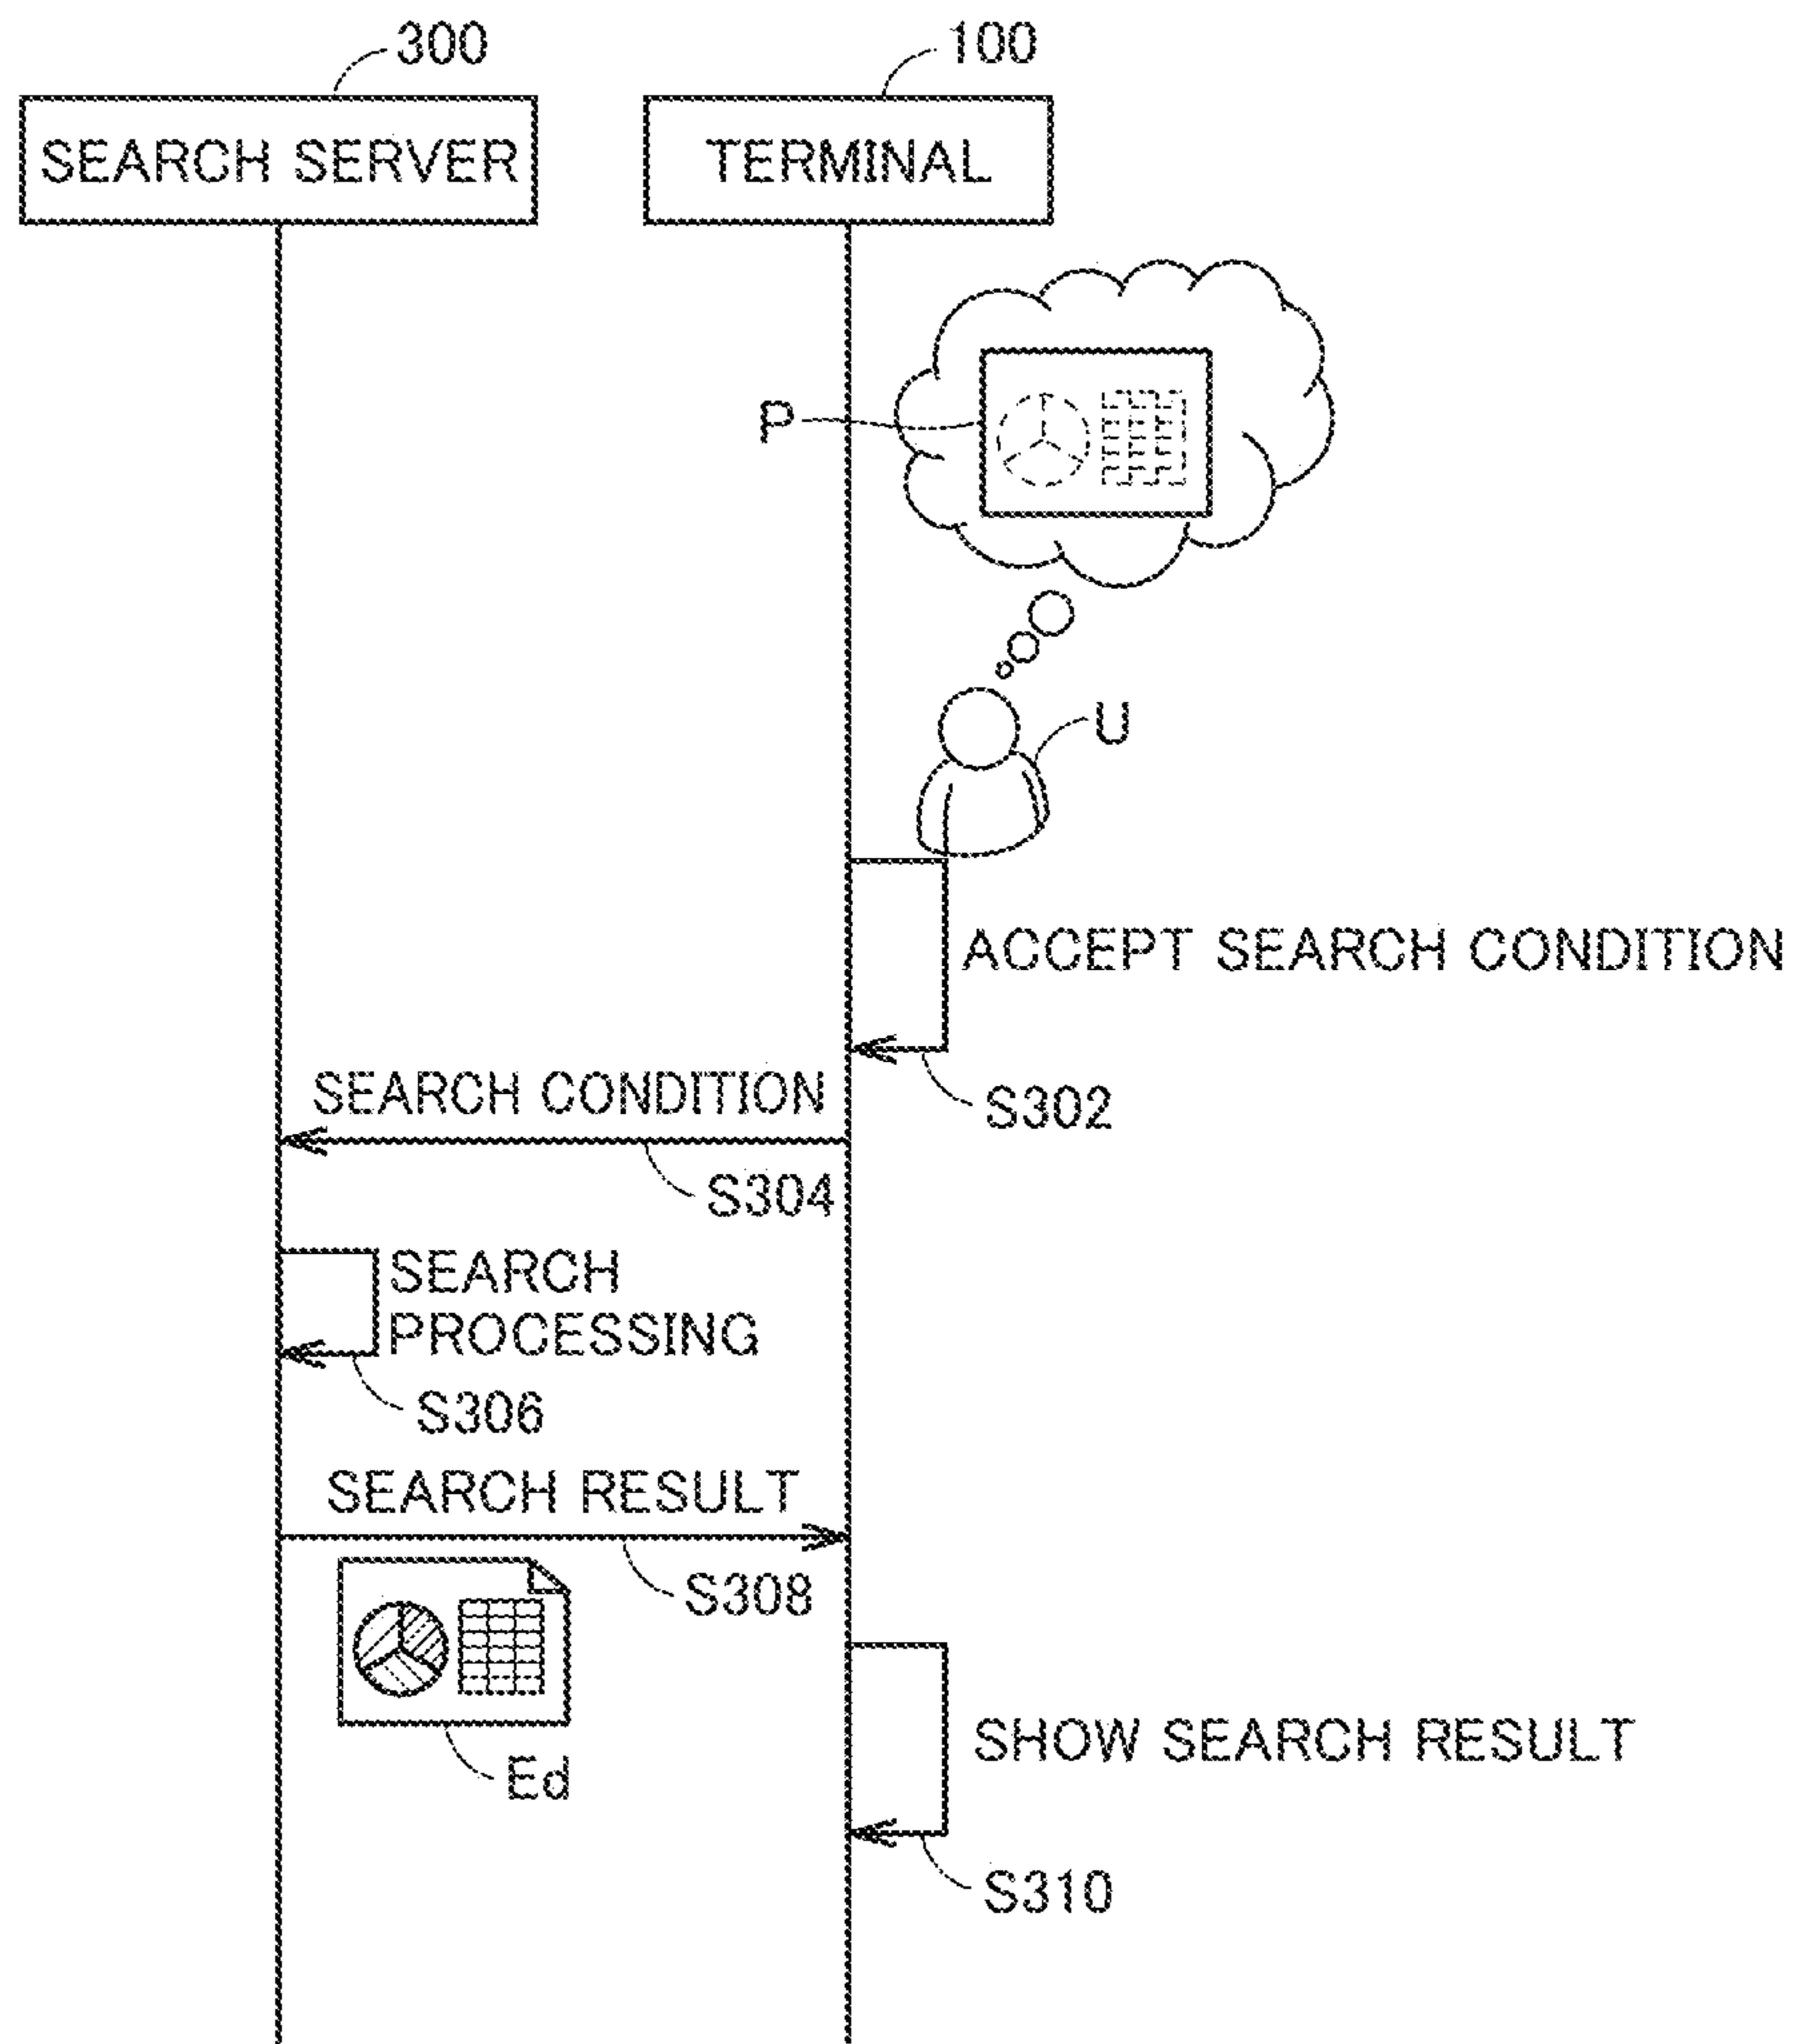 300
100
SEARCH SERVER
TERMINAL
P
U
ACCEPT SEARCH CONDITION
S302
SEARCH CONDITION
S304
SEARCH
PROCESSING
S306
SEARCH RESULT
S308
Ed
SHOW SEARCH RESULT
S310